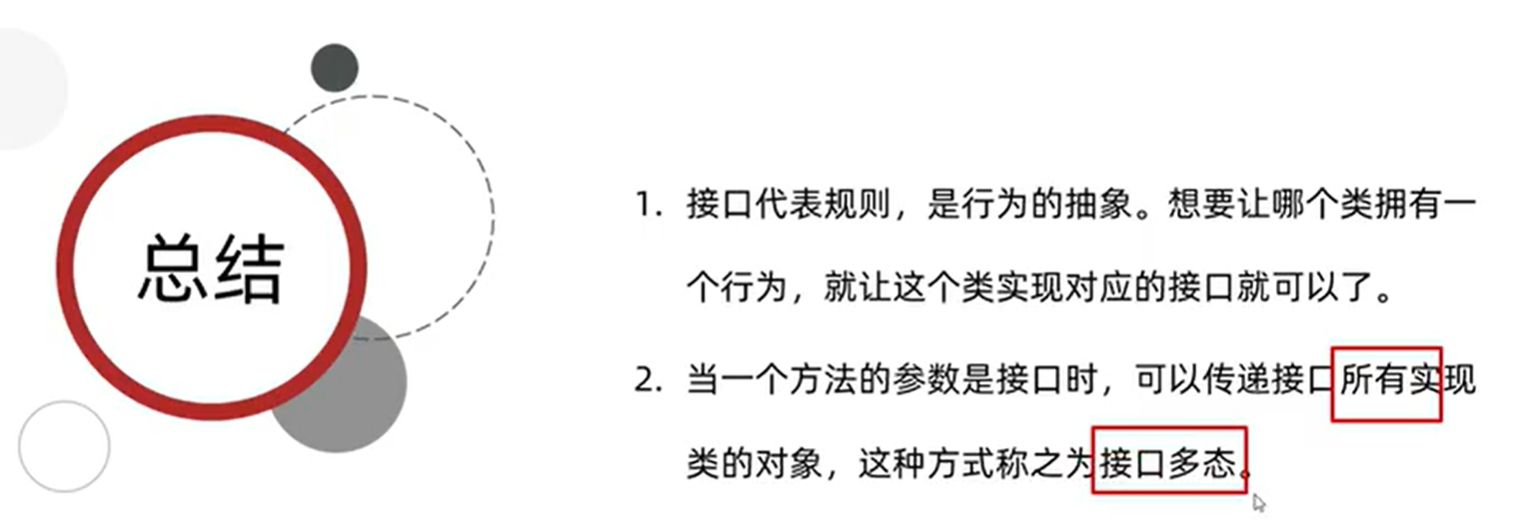 总结
1. 接口代表规则，是行为的抽象。想要让哪个类拥有一
个行为，就让这个类实现对应的接口就可以了。
2. 当一个方法的参数是接口时，可以传递接口所有实现
类的对象，这种方式称之为接口多态。